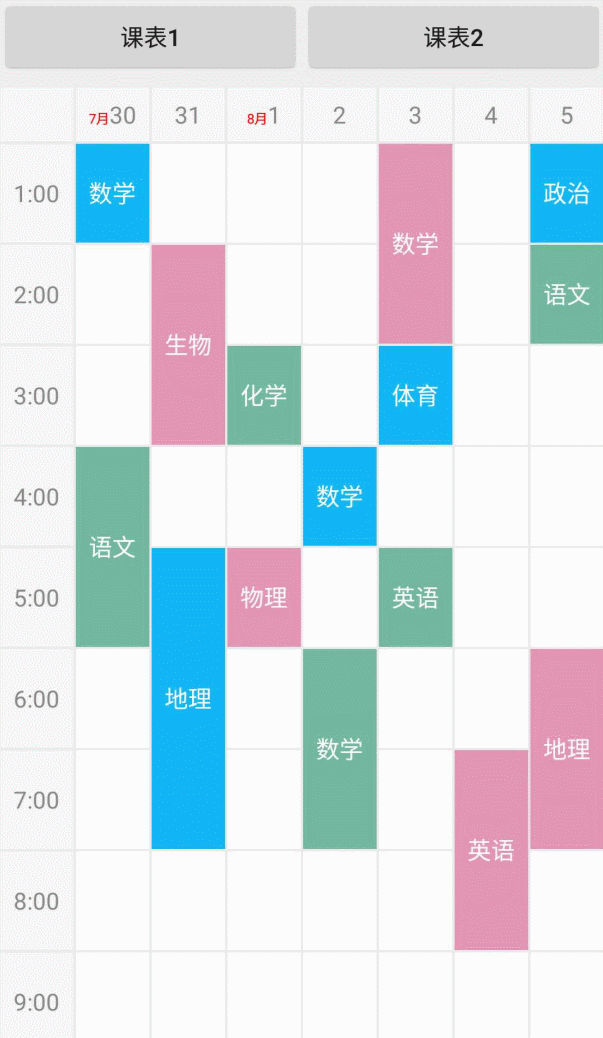 课表1 课表2
7月30 31 8月1 2 3 4 5
1:00 数学 政治
数学
2:00 语文
生物
3:00 化学 体育
4:00 数学
语文
5:00 物理 英语
6:00 地理
数学 地理
7:00
英语
8:00
9:00